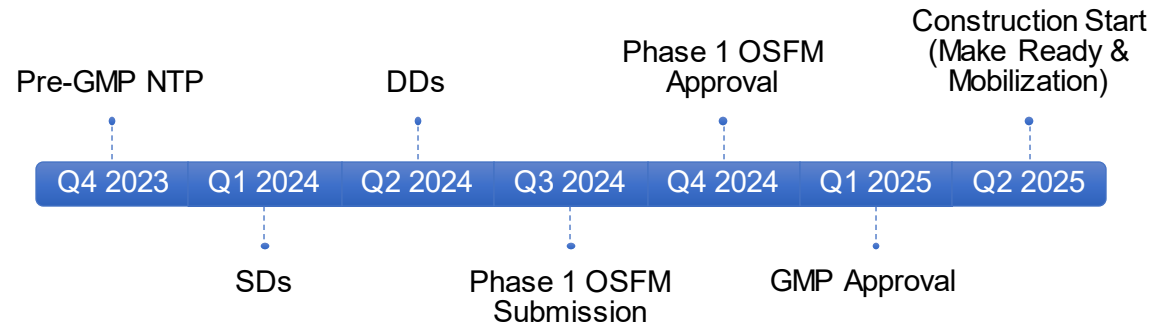 Construction Start
(Make Ready &
Mobilization)
Phase 1 OSFM
Approval
Pre-GMP NTP
DDs
Q4 2023
Q1 2024
Q2 2024
Q3 2024
Q4 2024
Q1 2025
Q2 2025
SDs
Phase 1 OSFM
Submission
GMP Approval